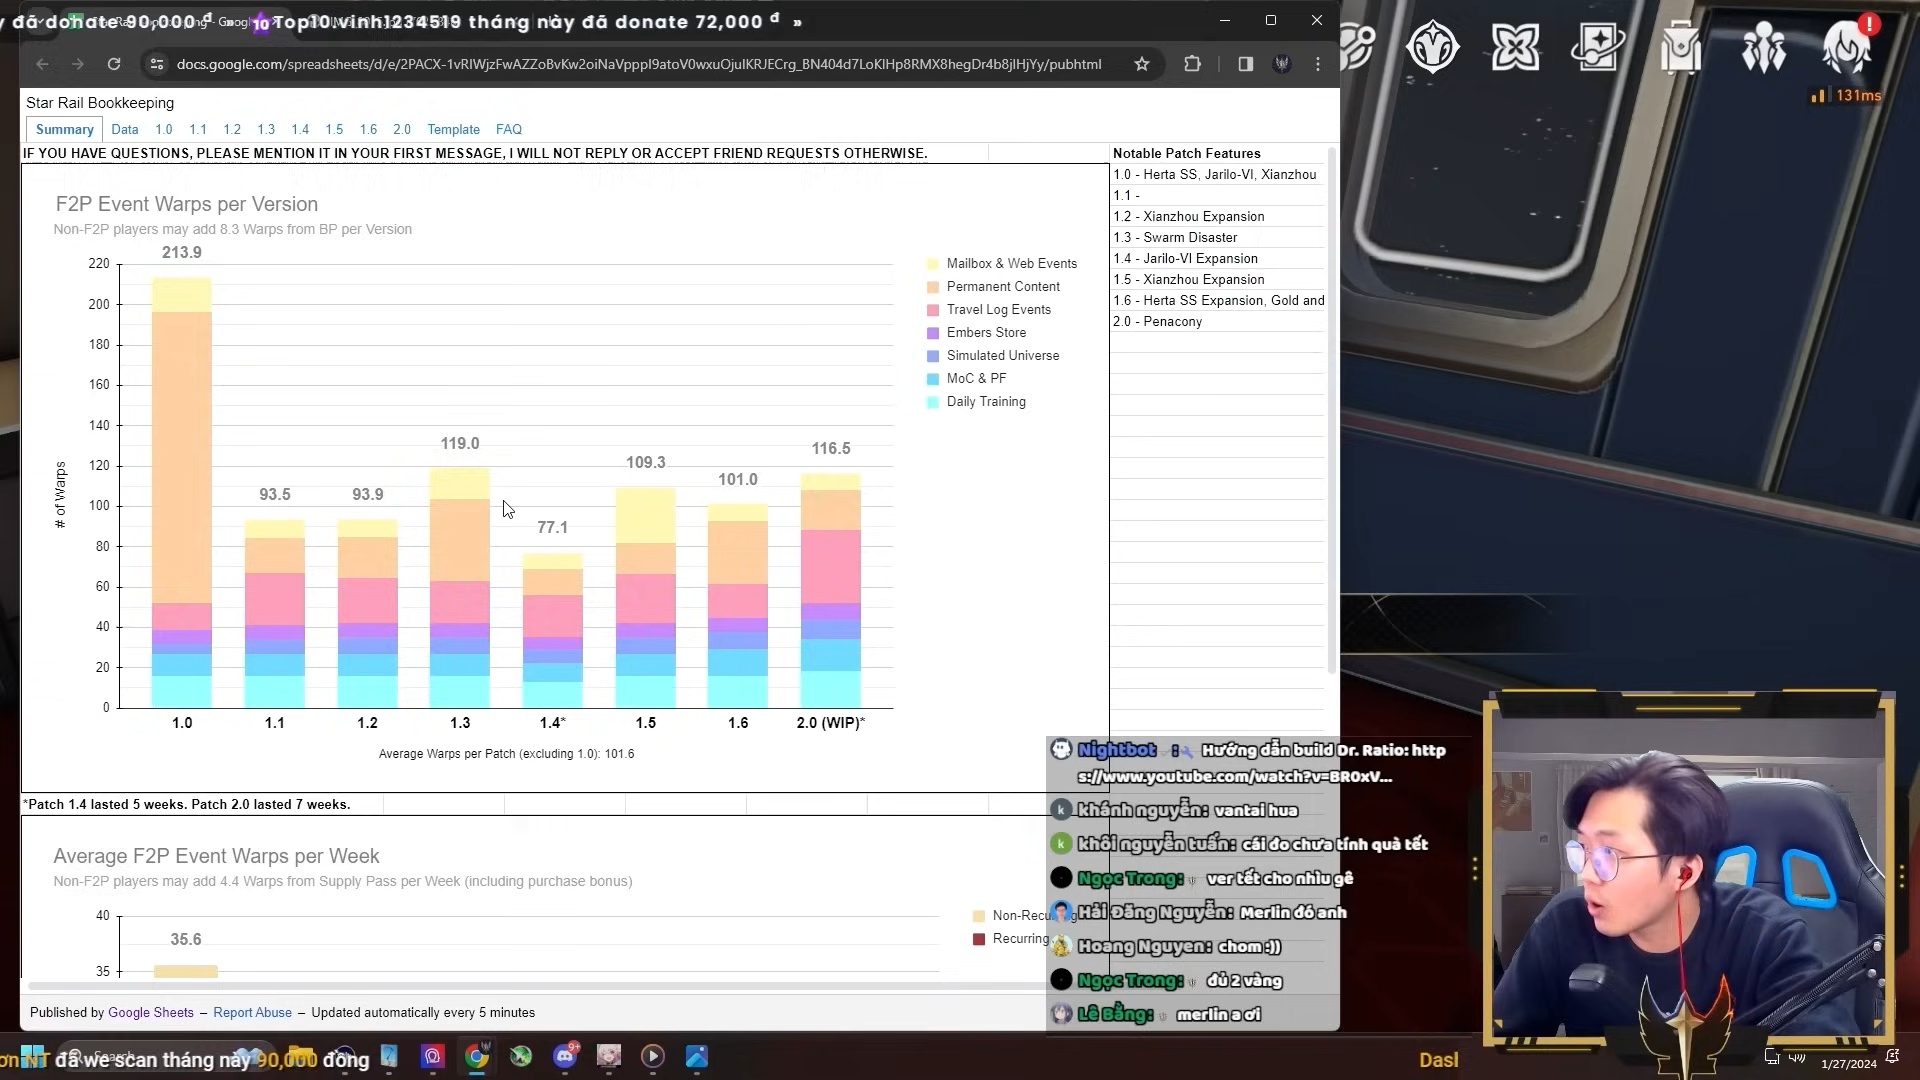 đã donate 90,000 đ » 10 Top10.vinh1234519 tháng này đã donate 72,000 đ »
docs.google.com/spreadsheets/d/e/2PACX-1vRIWjzFwAZZoBvKw2oiNaVpppI9atoV0wxuOjuIKRJECrg_BN404d7LoKIHp8RMX8hegDr4b8jIHjYy/pubhtml
131ms
Star Rail Bookkeeping
Summary Data 1.0 1.1 1.2 1.3 1.4 1.5 1.6 2.0 Template FAQ
IF YOU HAVE QUESTIONS, PLEASE MENTION IT IN YOUR FIRST MESSAGE, I WILL NOT REPLY OR ACCEPT FRIEND REQUESTS OTHERWISE.
Notable Patch Features
1.0 - Herta SS, Jarilo-VI, Xianzhou
1.1 -
1.2 - Xianzhou Expansion
1.3 - Swarm Disaster
1.4 - Jarilo-VI Expansion
1.5 - Xianzhou Expansion
1.6 - Herta SS Expansion, Gold and
2.0 - Penacony
F2P Event Warps per Version
Non-F2P players may add 8.3 Warps from BP per Version
# of Warps
220
200
180
160
140
120
100
80
60
40
20
0
213.9
93.5
93.9
119.0
77.1
109.3
101.0
116.5
1.0 1.1 1.2 1.3 1.4* 1.5 1.6 2.0 (WIP)*
Mailbox & Web Events
Permanent Content
Travel Log Events
Embers Store
Simulated Universe
MoC & PF
Daily Training
Average Warps per Patch (excluding 1.0): 101.6
*Patch 1.4 lasted 5 weeks. Patch 2.0 lasted 7 weeks.
Average F2P Event Warps per Week
Non-F2P players may add 4.4 Warps from Supply Pass per Week (including purchase bonus)
40
35
35.6
Recurring
Published by Google Sheets – Report Abuse – Updated automatically every 5 minutes
Nightbot : Hướng dẫn build Dr. Ratio: http
s://www.youtube.com/watch?v=BR0xV...
khánh nguyễn: vantai hua
khôi nguyễn tuấn: cái đo chưa tính quà tết
Ngọc Trong: ver tết cho nhìu gê
Hải Đăng Nguyễn: Merlin đó anh
Hoang Nguyen: chom :))
Ngọc Trong: đủ 2 vàng
Lê Bằng: merlin a ơi
NT đã we scan tháng này 90,000 đồng
Dasl
9+
1/27/2024